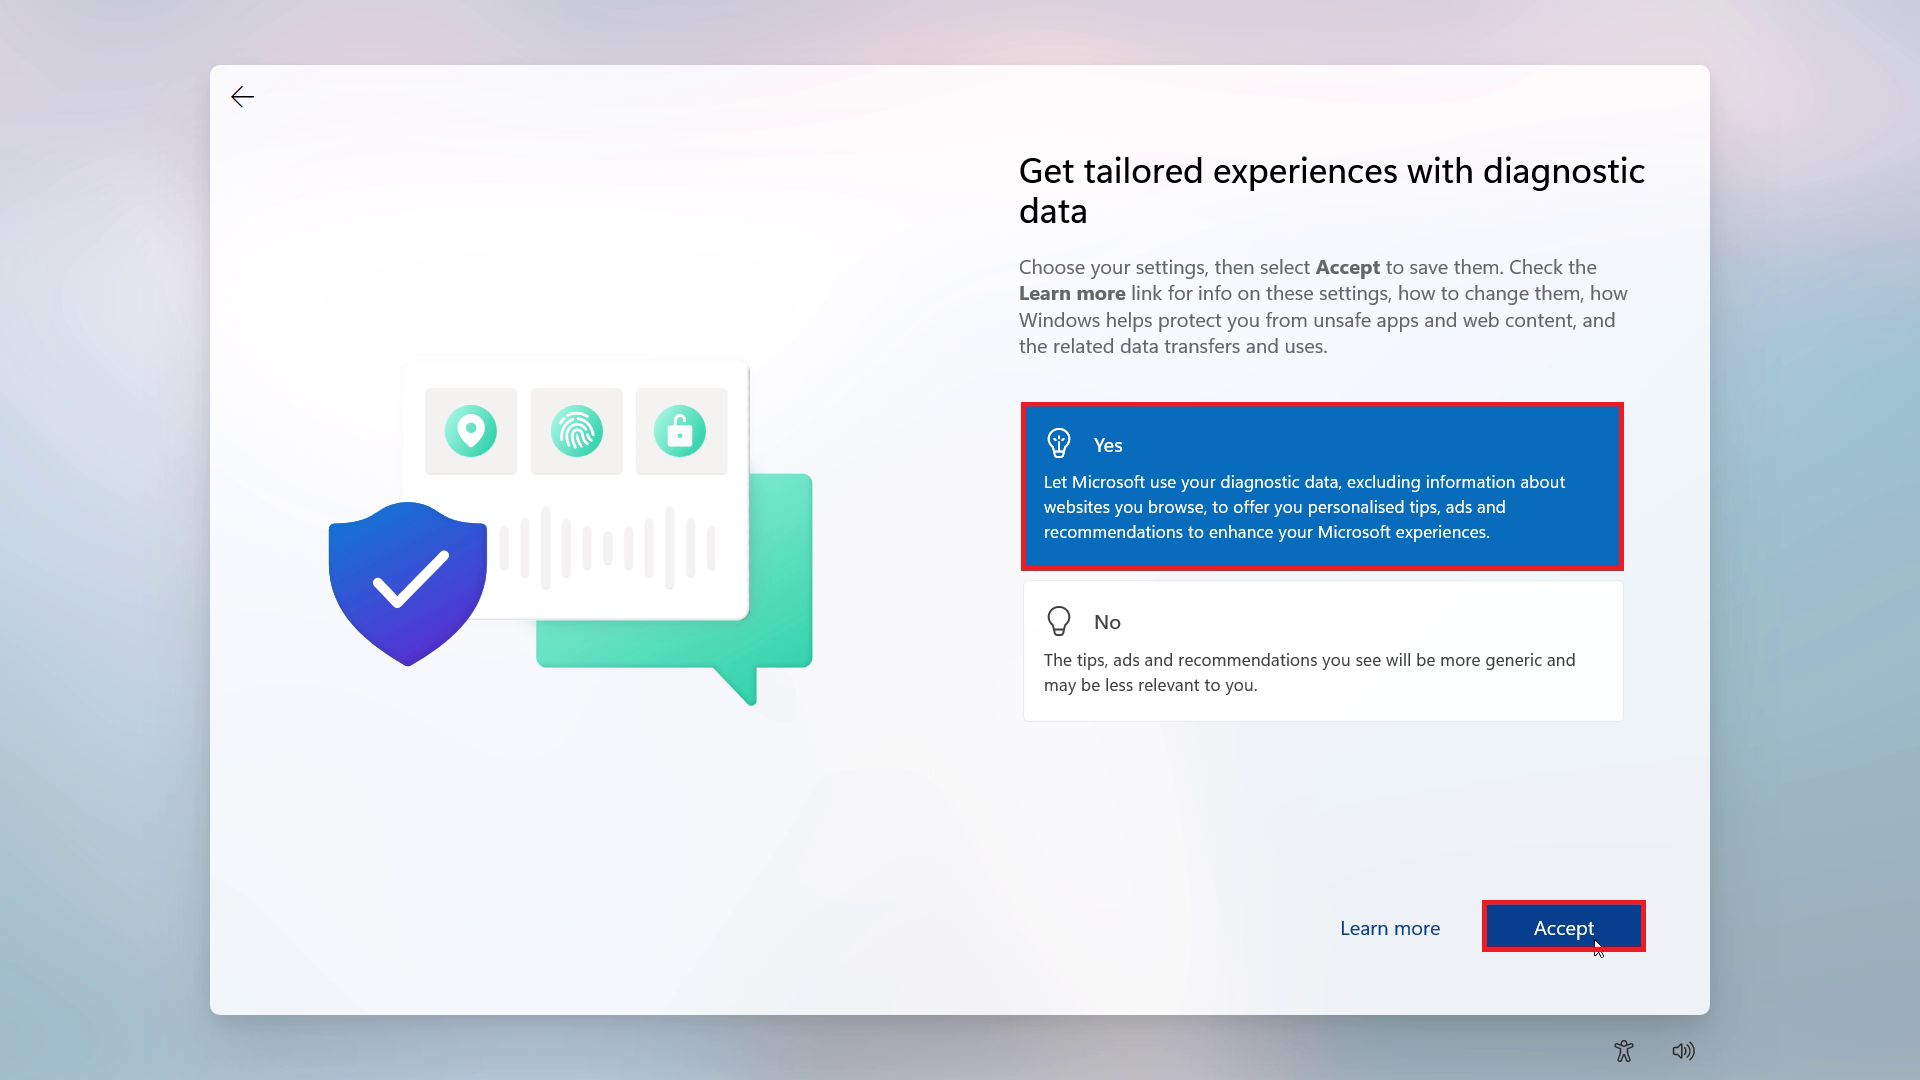 Get tailored experiences with diagnostic
data
Choose your settings, then select Accept to save them. Check the
Learn more link for info on these settings, how to change them, how
Windows helps protect you from unsafe apps and web content, and
the related data transfers and uses.
Yes
Let Microsoft use your diagnostic data, excluding information about
websites you browse, to offer you personalised tips, ads and
recommendations to enhance your Microsoft experiences.
No
The tips, ads and recommendations you see will be more generic and
may be less relevant to you.
Learn more
Accept